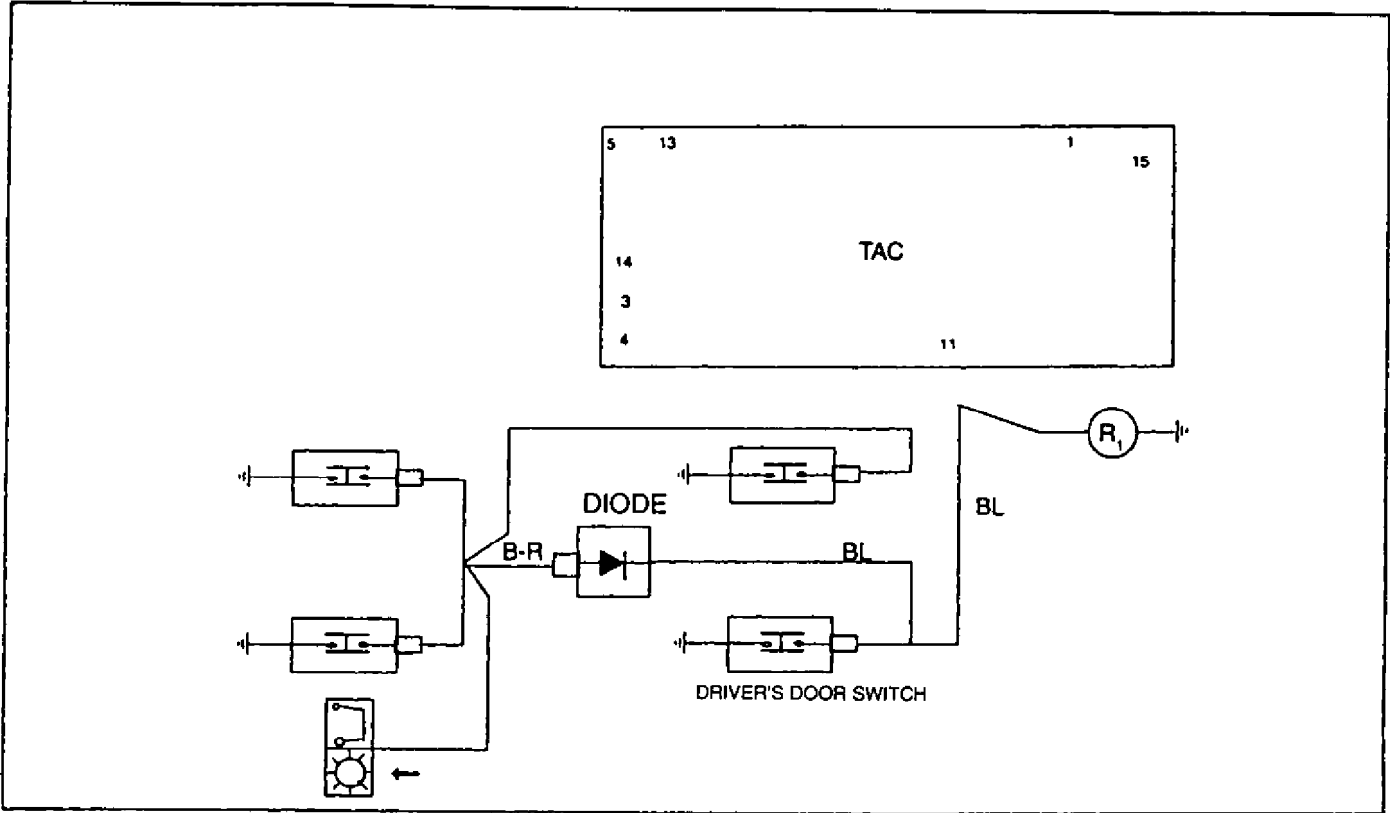 5 13 1
15
TAC
14
3
4 11
R1
DIODE
BL
B-R BL
DRIVER'S DOOR SWITCH